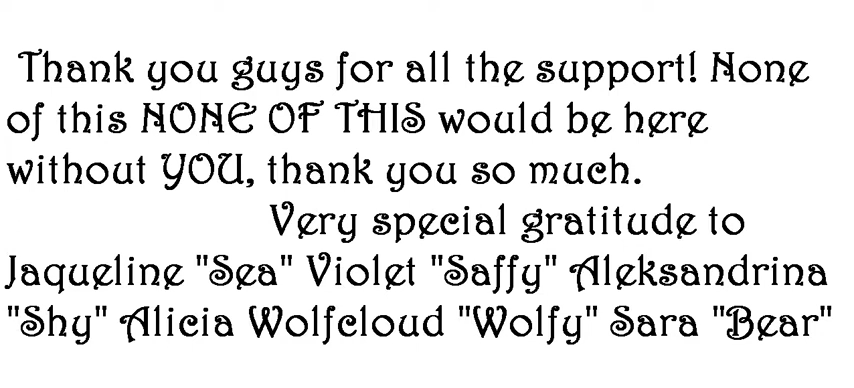 Thank you guys for all the support! None
of this NONE OF THIS would be here
without YOU, thank you so much.
Very special gratitude to
Jaqueline "Sea" Violet "Saffy" Aleksandrina
"Shy" Alicia Wolfcloud "Wolfy" Sara "Bear"